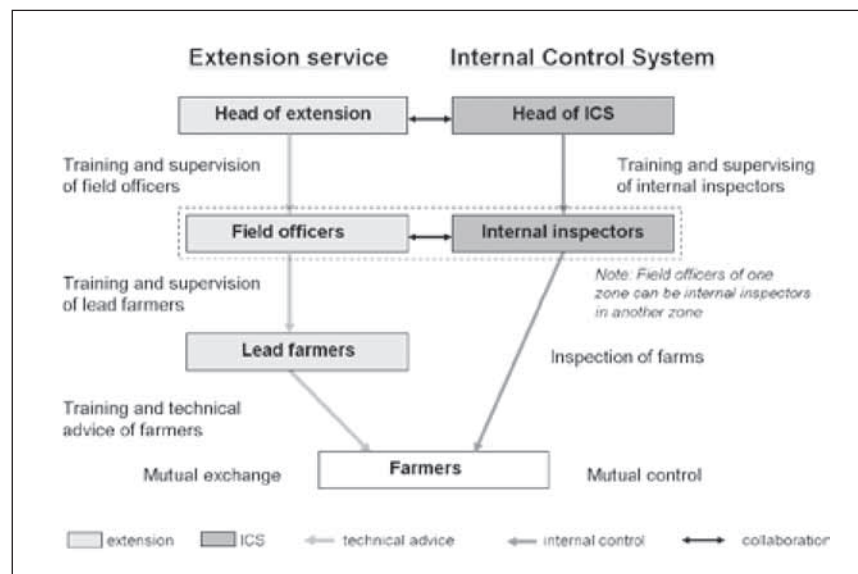 Extension service
Internal Control System
Head of extension
Head of ICS
Training and supervision
of field officers
Training and supervising
of internal inspectors
Field officers
Internal inspectors
Training and supervision
of lead farmers
Note: Field officers of one
zone can be internal inspectors
in another zone
Lead farmers
Inspection of farms
Training and technical
advice of farmers
Mutual exchange
Farmers
Mutual control
extension
ICS
technical advice
internal control
collaboration